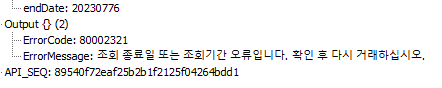 endDate: 20230776
Output {} (2)
ErrorCode: 80002321
ErrorMessage: 조회 종료일 또는 조회기간 오류입니다. 확인 후 다시 거래하십시오.
API_SEQ: 89540f72eaf25b2b1f2125f04264bdd1